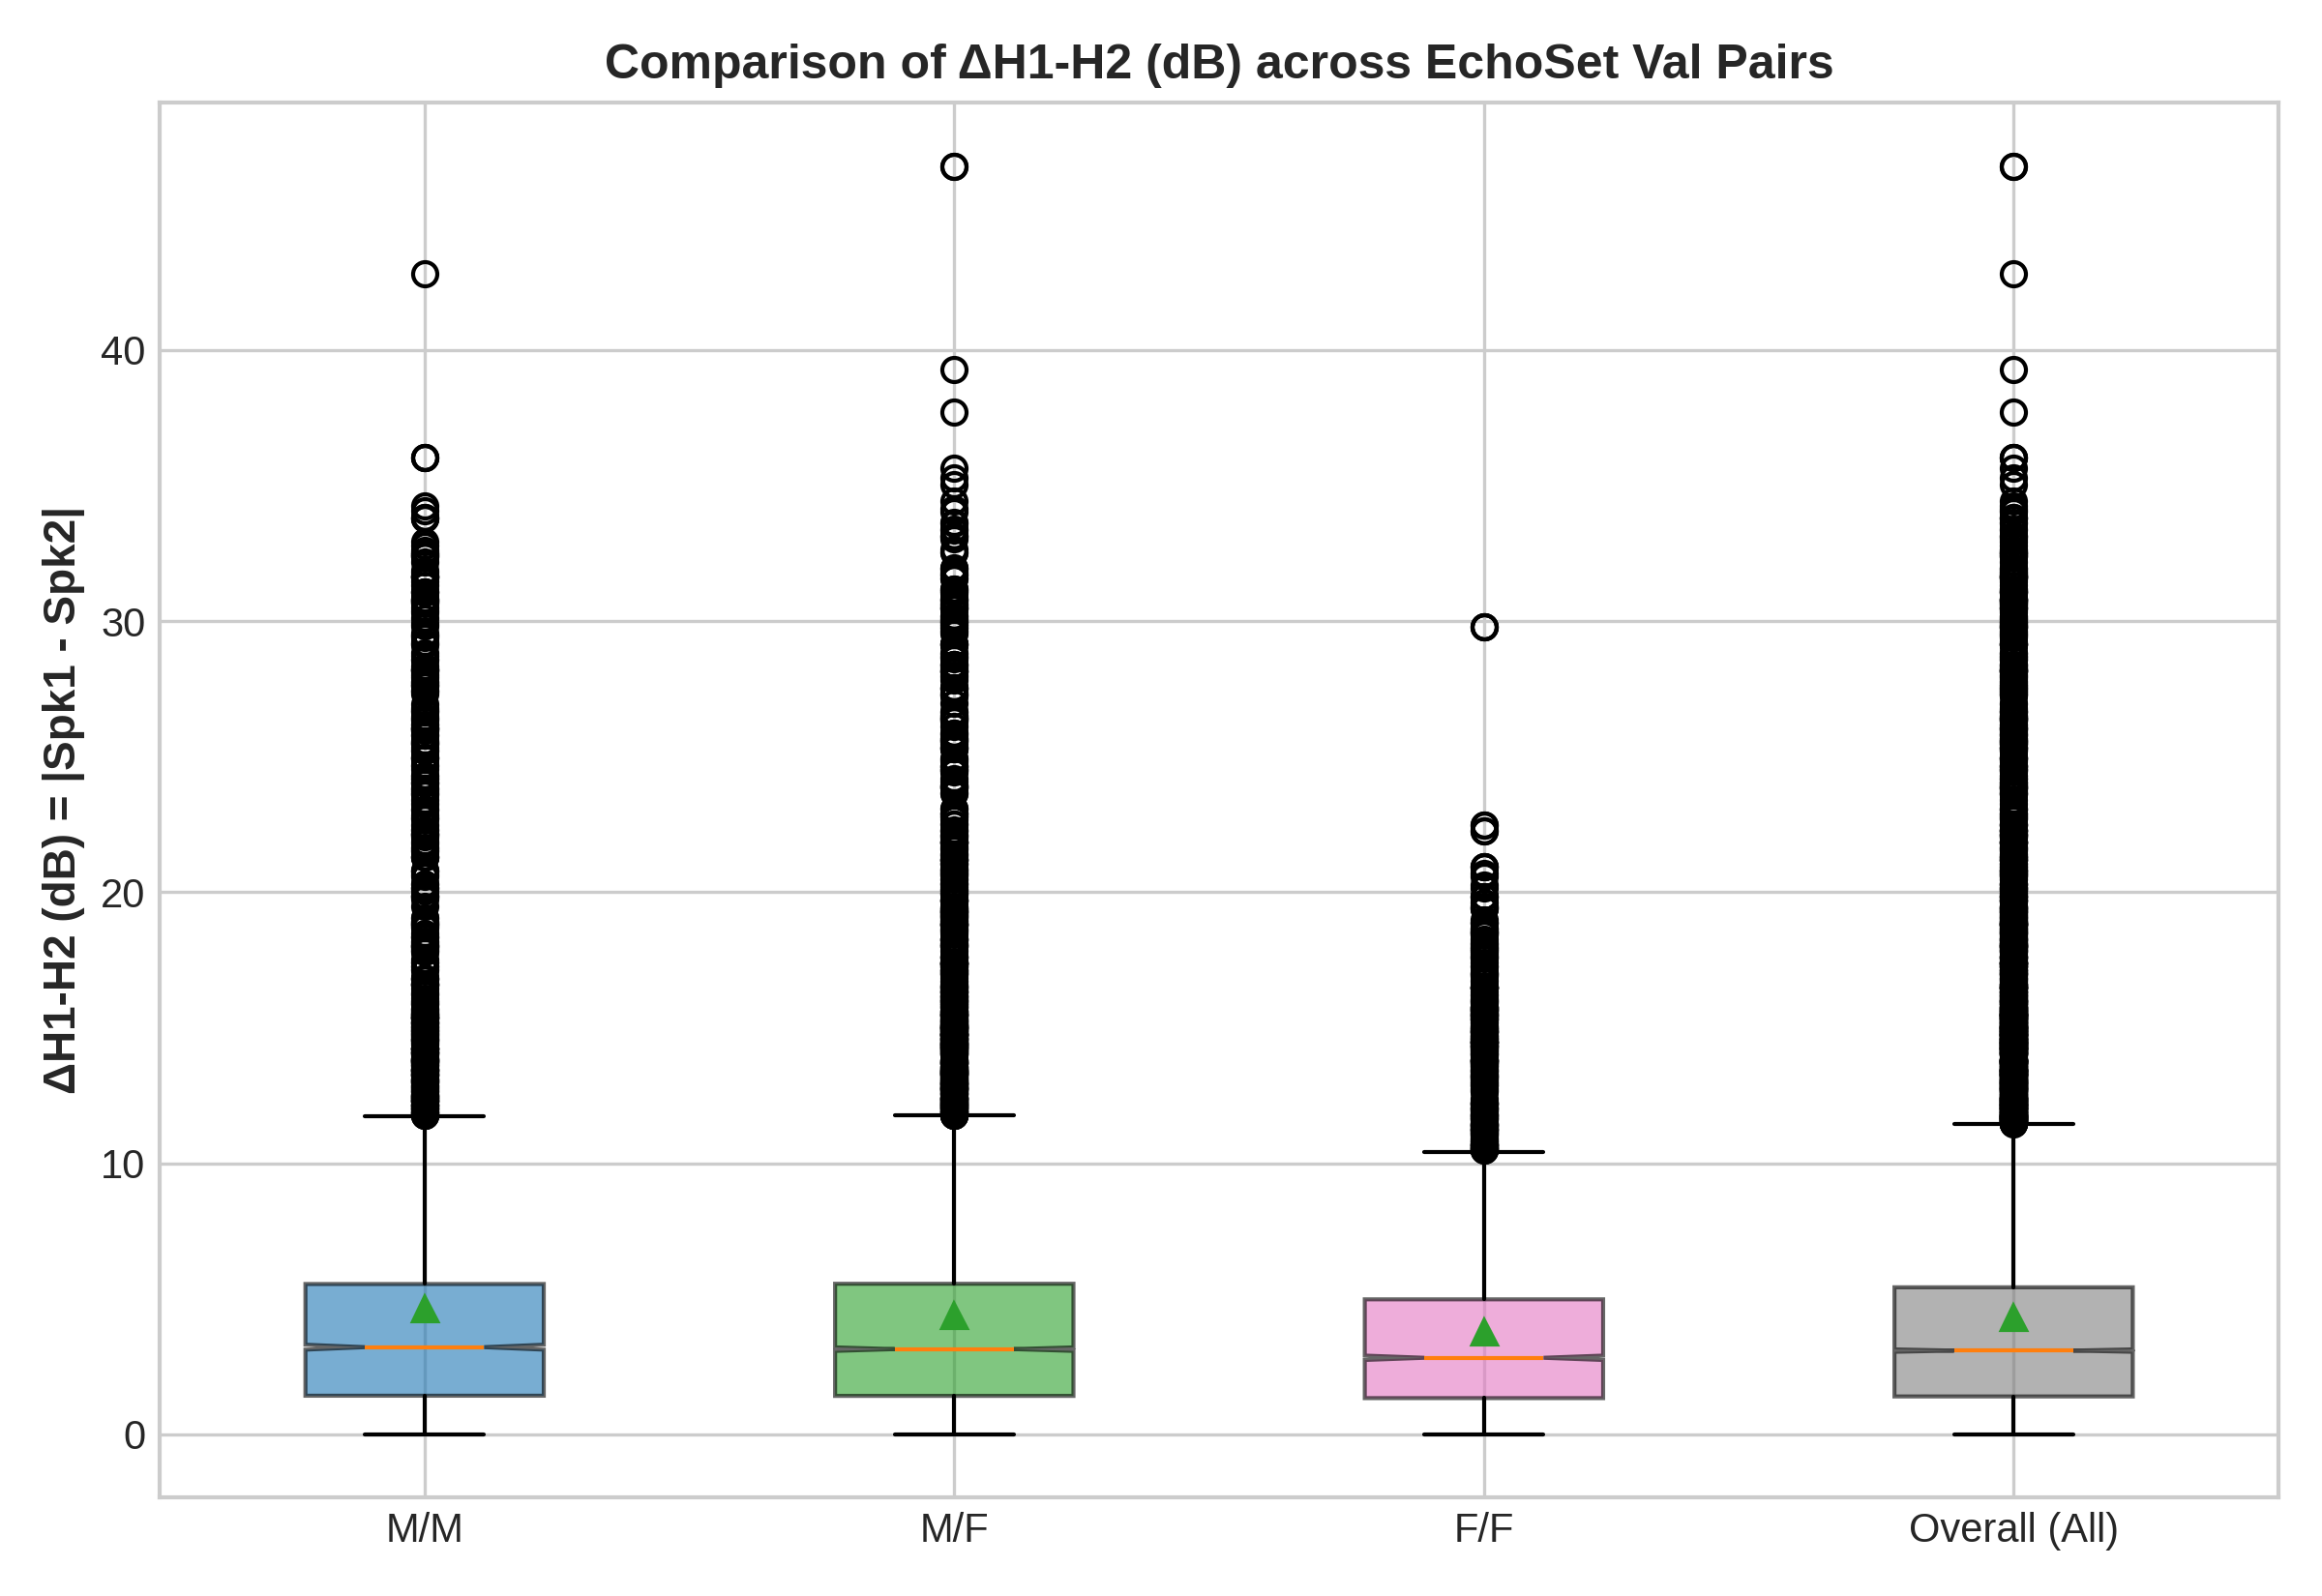 Comparison of ΔH1-H2 (dB) across EchoSet Val Pairs
ΔH1-H2 (dB) = |Spk1 - Spk2|
40
30
20
10
0
M/M
M/F
F/F
Overall (All)